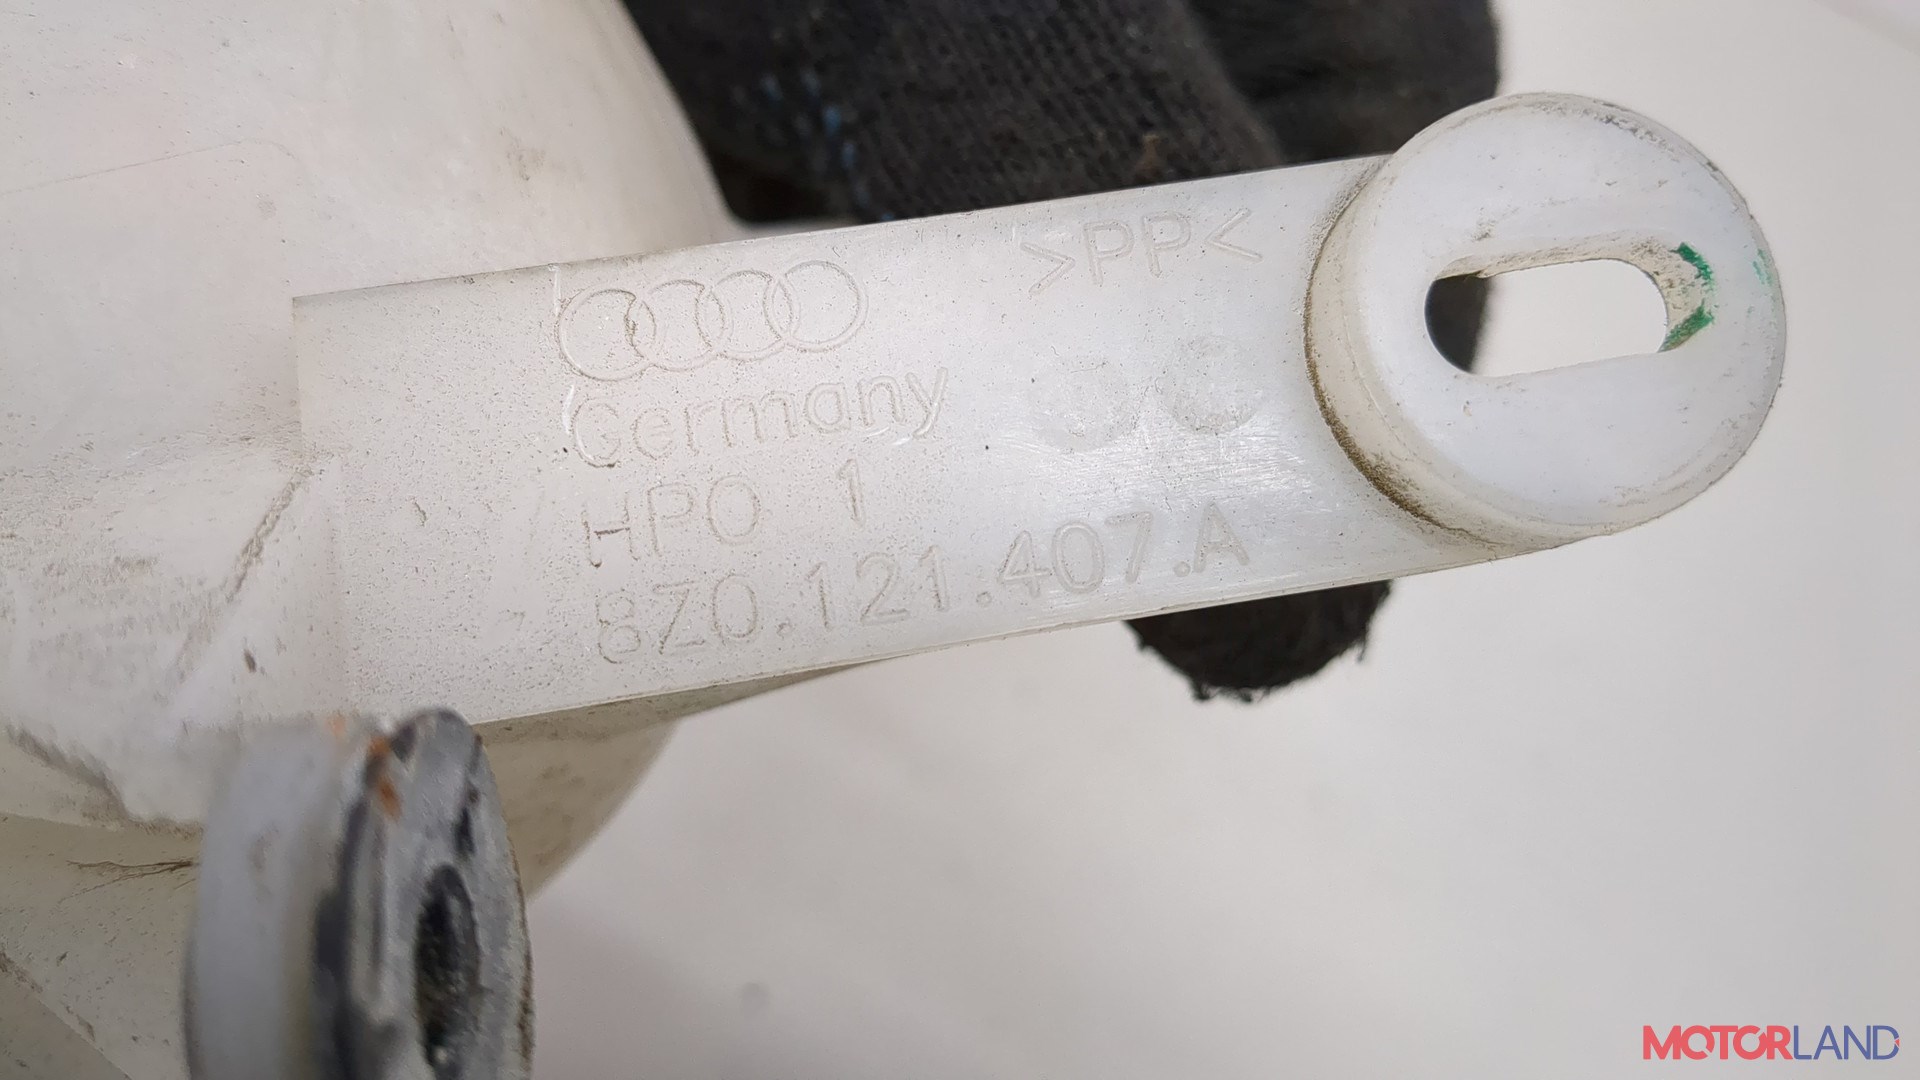 >PP<
Germany
HPO 1
8Z0.121.407.A
MOTORLAND